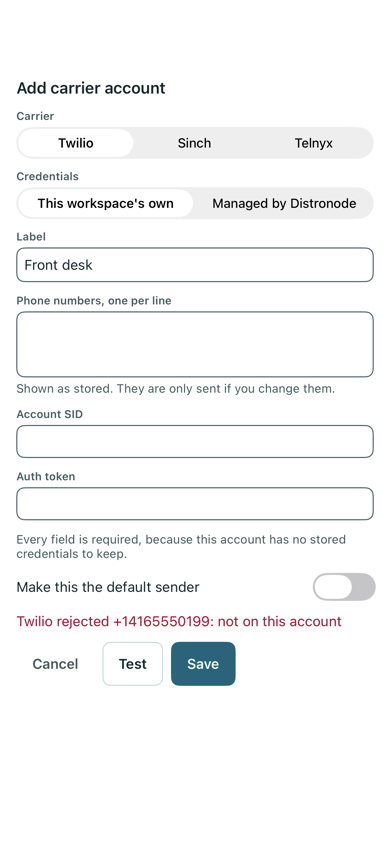 Add carrier account
Carrier
Twilio
Sinch
Telnyx
Credentials
This workspace's own
Managed by Distronode
Label
Front desk
Phone numbers, one per line
Shown as stored. They are only sent if you change them.
Account SID
Auth token
Every field is required, because this account has no stored
credentials to keep.
Make this the default sender
Twilio rejected +14165550199: not on this account
Cancel
Test
Save